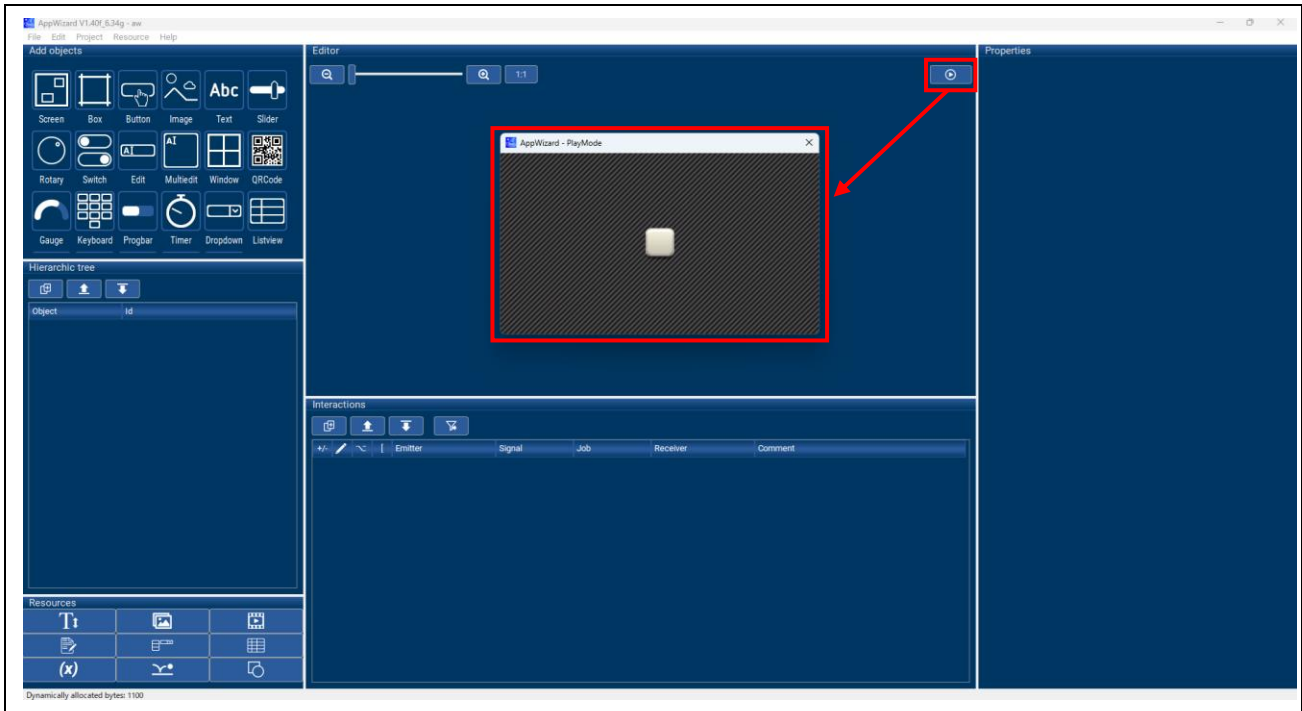 AppWizard V1.40f_6.34g - aw
File Edit Project Resource Help
Add objects
Screen Box Button Image Text Slider
Abc
Rotary Switch Edit Multiedit Window QRCode
AI
AI
Gauge Keyboard Progbar Timer Dropdown Listview
Hierarchic tree
Object Id
Resources
T
(x)
Dynamically allocated bytes: 1100
Editor
1:1
AppWizard - PlayMode
Interactions
+/- [ Emitter Signal Job Receiver Comment
Properties